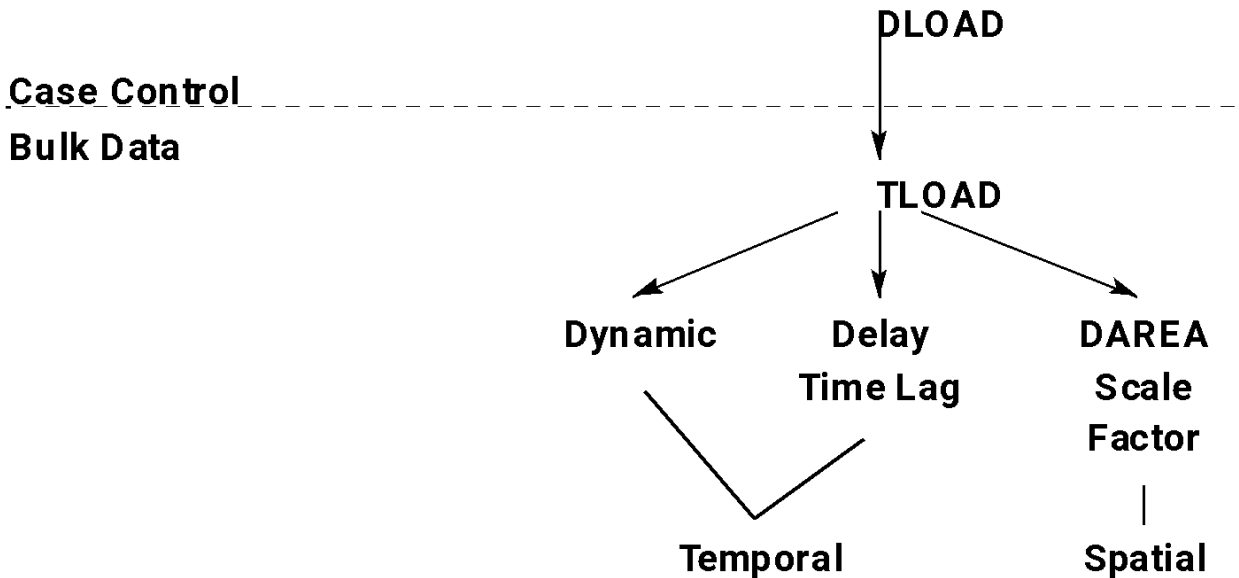 DLOAD
Case Control
Bulk Data
TLOAD
Dynamic
Delay
Time Lag
DAREA
Scale
Factor
Temporal
Spatial